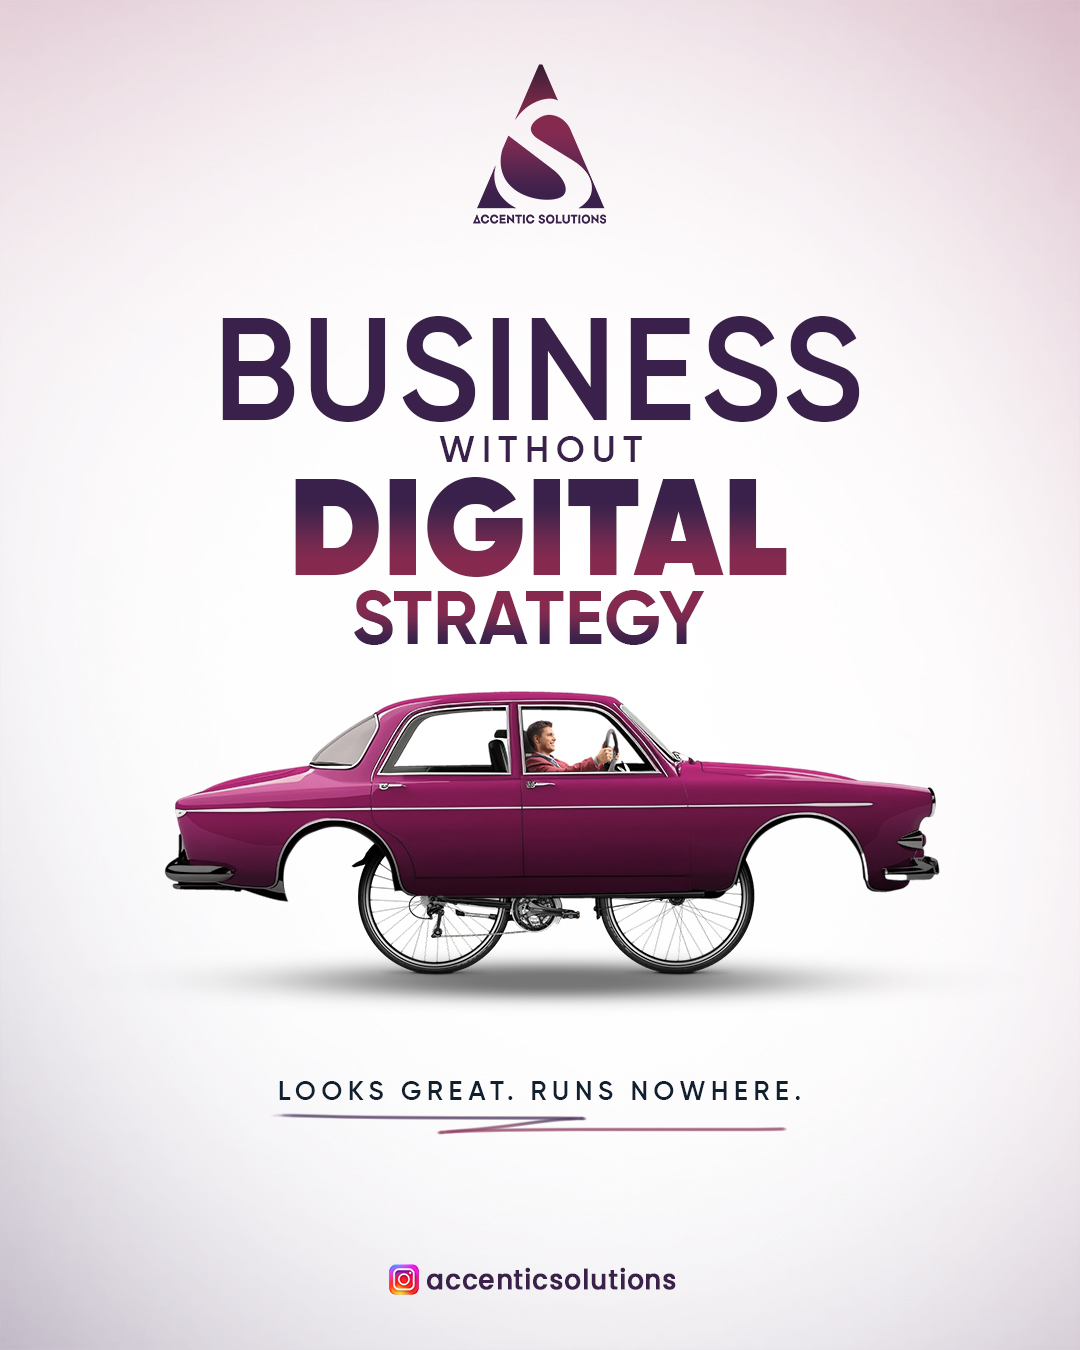 ACCENTIC SOLUTIONS
BUSINESS
WITHOUT
DIGITAL
STRATEGY
LOOKS GREAT. RUNS NOWHERE.
accenticsolutions